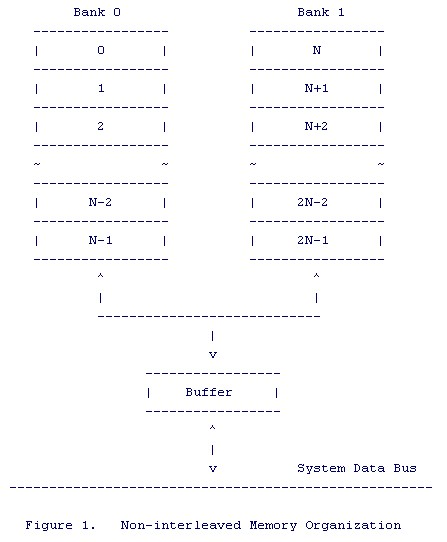 Bank 0 Bank 1
0 N
1 N+1
2 N+2
~ ~ ~ ~
N-2 2N-2
N-1 2N-1
Buffer
System Data Bus
Figure 1. Non-interleaved Memory Organization